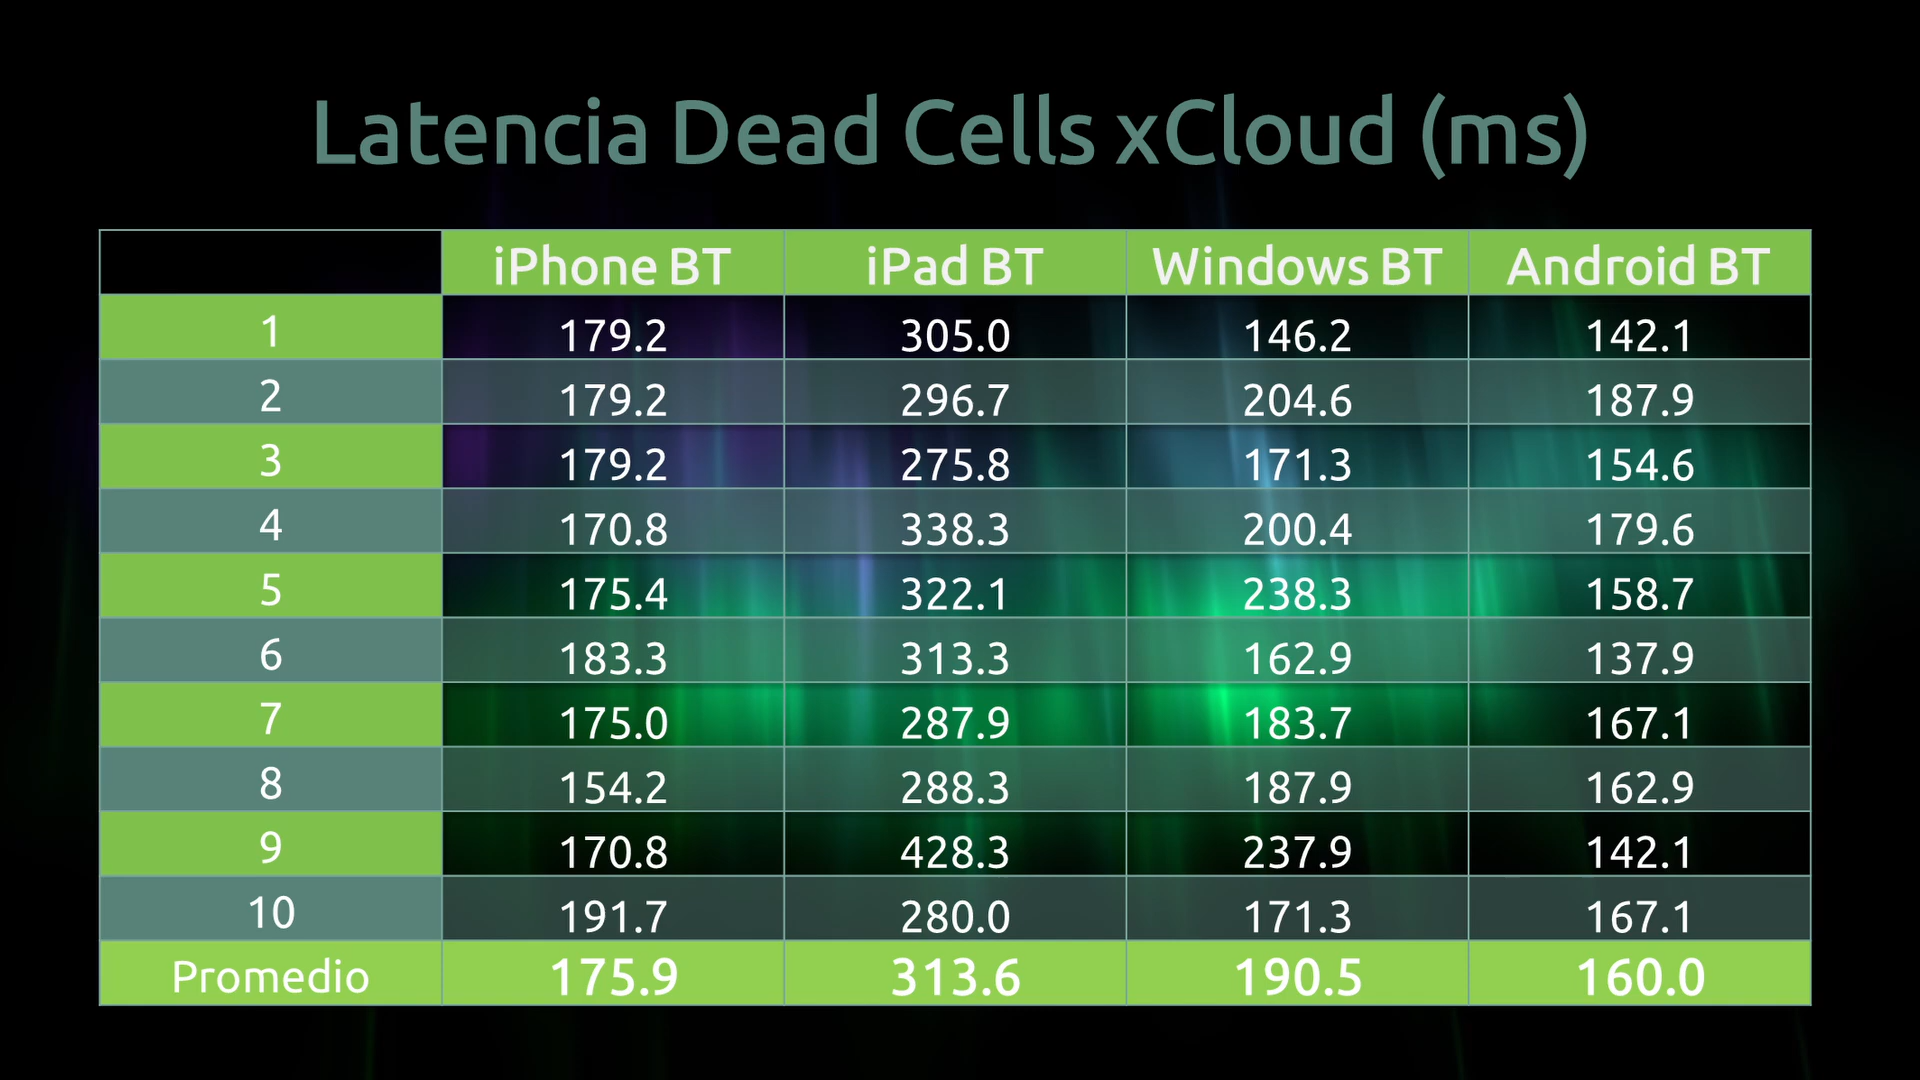 Latencia Dead Cells xCloud (ms)
iPhone BT iPad BT Windows BT Android BT
1 179.2 305.0 146.2 142.1
2 179.2 296.7 204.6 187.9
3 179.2 275.8 171.3 154.6
4 170.8 338.3 200.4 179.6
5 175.4 322.1 238.3 158.7
6 183.3 313.3 162.9 137.9
7 175.0 287.9 183.7 167.1
8 154.2 288.3 187.9 162.9
9 170.8 428.3 237.9 142.1
10 191.7 280.0 171.3 167.1
Promedio 175.9 313.6 190.5 160.0